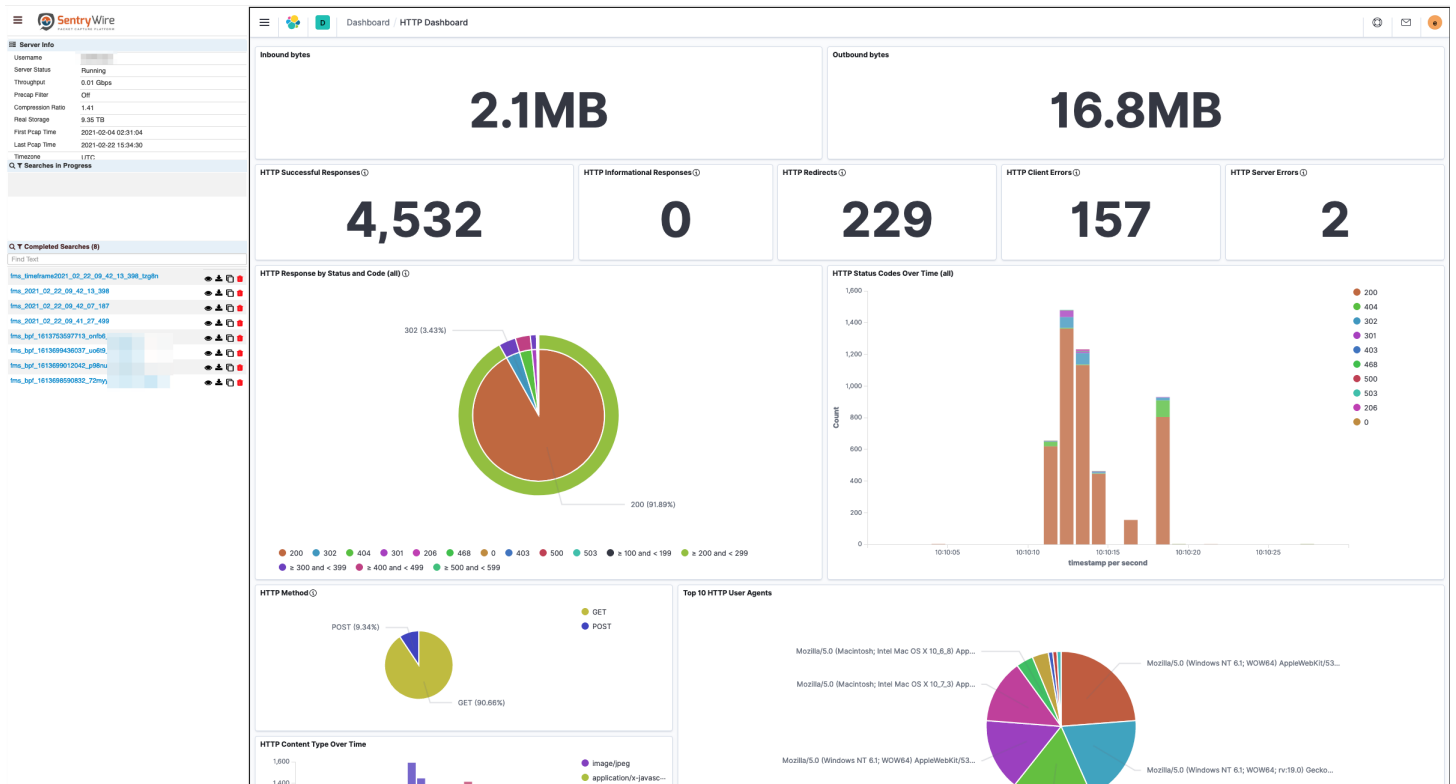 SentryWire
PACKET CAPTURE PLATFORM
Server Info
Username
Server Status Running
Throughput 0.01 Gbps
Precap Filter Off
Compression Ratio 1.41
Real Storage 9.35 TB
First Pcap Time 2021-02-04 02:31:04
Last Pcap Time 2021-02-22 15:34:30
Timezone UTC
Searches in Progress
Completed Searches (8)
Find Text
fms_timeframe2021_02_22_09_42_13_398_tzg8n
fms_2021_02_22_09_42_13_398
fms_2021_02_22_09_42_07_187
fms_2021_02_22_09_41_27_499
fms_bpf_1613753597713_onfb6
fms_bpf_1613699436037_uo6l9
fms_bpf_1613699012042_p98nu
fms_bpf_1613698590832_72myj
D
Dashboard / HTTP Dashboard
e
Inbound bytes
2.1MB
Outbound bytes
16.8MB
HTTP Successful Responses
4,532
HTTP Informational Responses
0
HTTP Redirects
229
HTTP Client Errors
157
HTTP Server Errors
2
HTTP Response by Status and Code (all)
302 (3.43%)
200 (91.89%)
200 302 404 301 206 468 0 403 500 503 ≥ 100 and < 199 ≥ 200 and < 299
≥ 300 and < 399 ≥ 400 and < 499 ≥ 500 and < 599
HTTP Status Codes Over Time (all)
1,600
1,400
1,200
1,000
800
600
400
200
0
Count
10:10:05 10:10:10 10:10:15 10:10:20 10:10:25
timestamp per second
200
404
302
301
403
468
500
503
206
0
HTTP Method
POST (9.34%)
GET (90.66%)
GET
POST
HTTP Content Type Over Time
1,600
1,400
image/jpeg
application/x-javasc...
Top 10 HTTP User Agents
Mozilla/5.0 (Macintosh; Intel Mac OS X 10_6_8) App...
Mozilla/5.0 (Windows NT 6.1; WOW64) AppleWebKit/53...
Mozilla/5.0 (Macintosh; Intel Mac OS X 10_7_3) App...
Mozilla/5.0 (Windows NT 6.1; WOW64) AppleWebKit/53...
Mozilla/5.0 (Windows NT 6.1; WOW64; rv:19.0) Gecko...